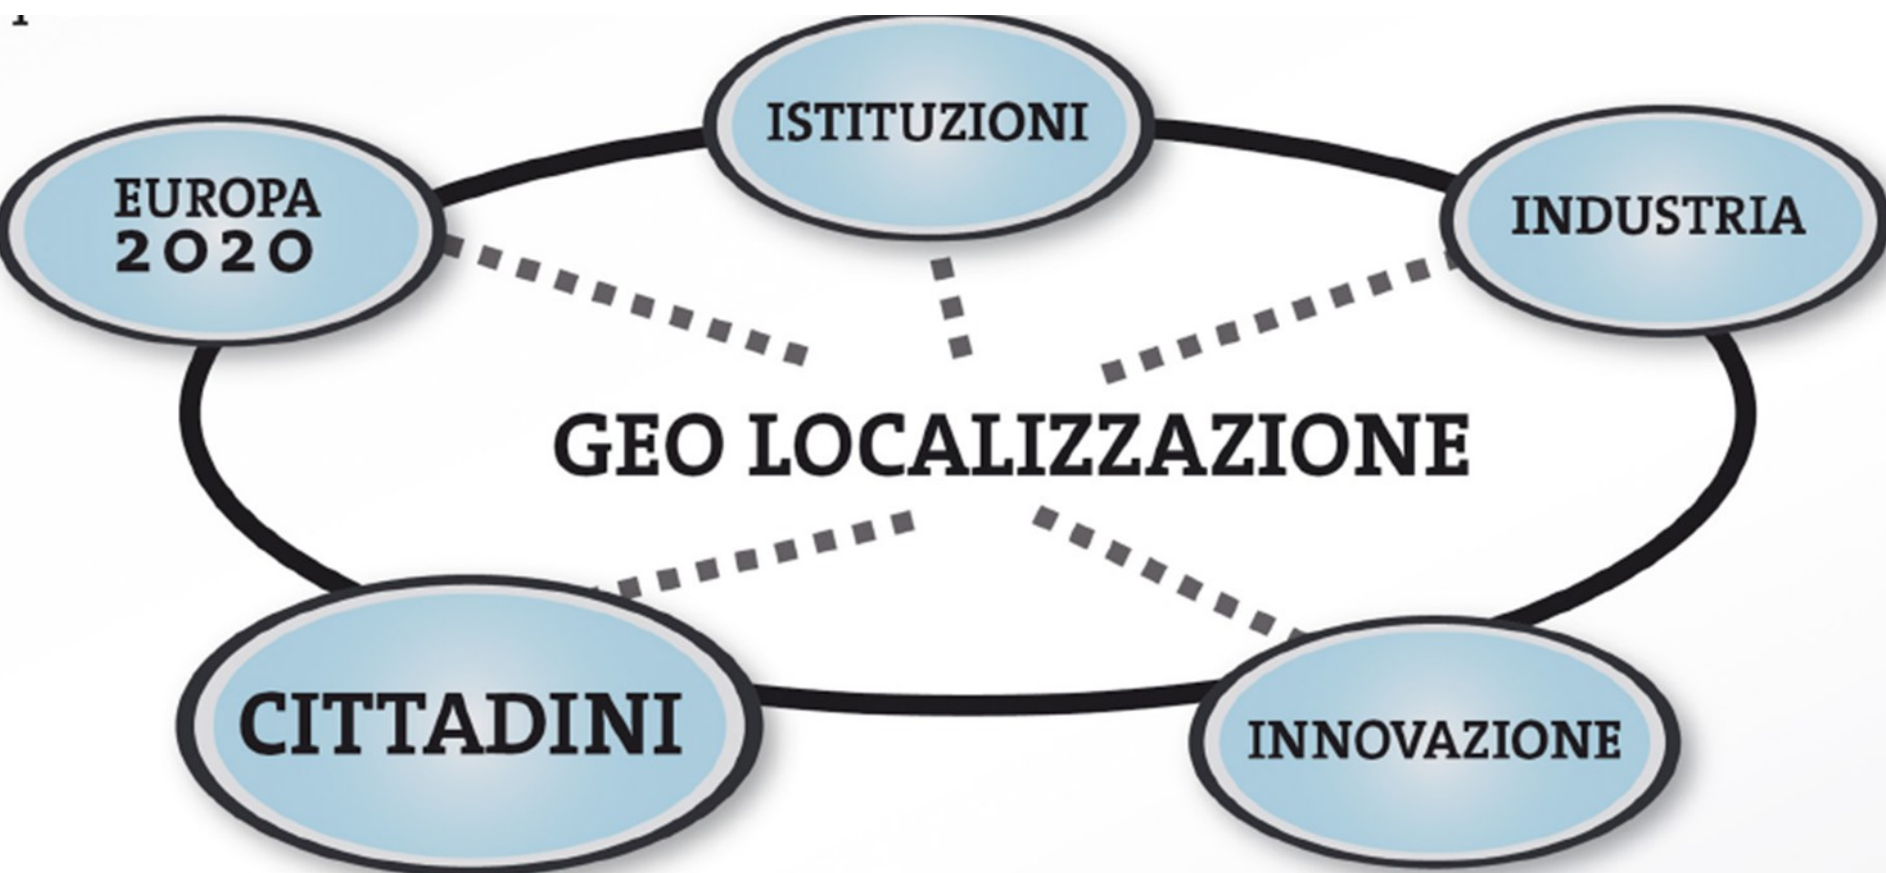 ISTITUZIONI
EUROPA
2020
INDUSTRIA
GEO LOCALIZZAZIONE
CITTADINI
INNOVAZIONE